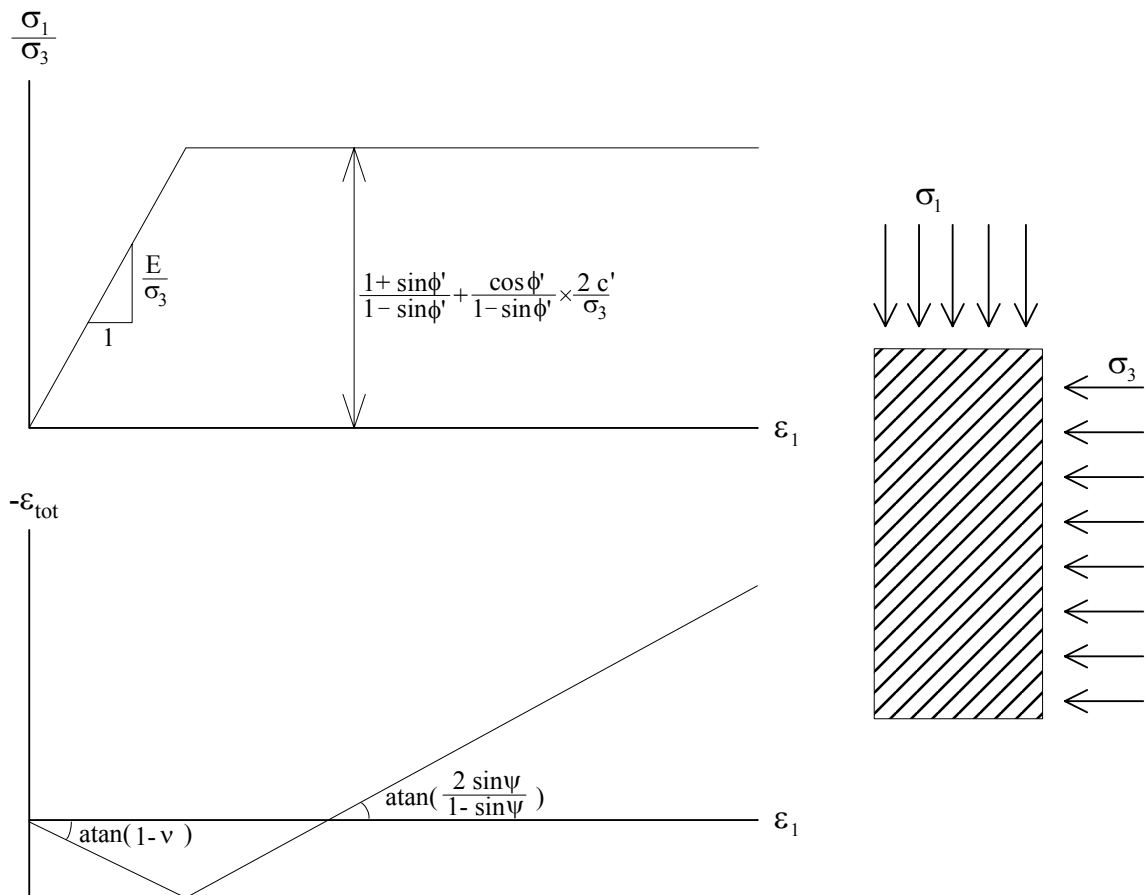 σ₁/σ₃
E/σ₃
1
(1+ sinϕ')/(1− sinϕ') + cosϕ'/(1−sinϕ') × 2 c'/σ₃
ε₁
σ₁
σ₃
-ε_tot
atan(1-ν )
atan( 2 sinψ/1- sinψ )
ε₁